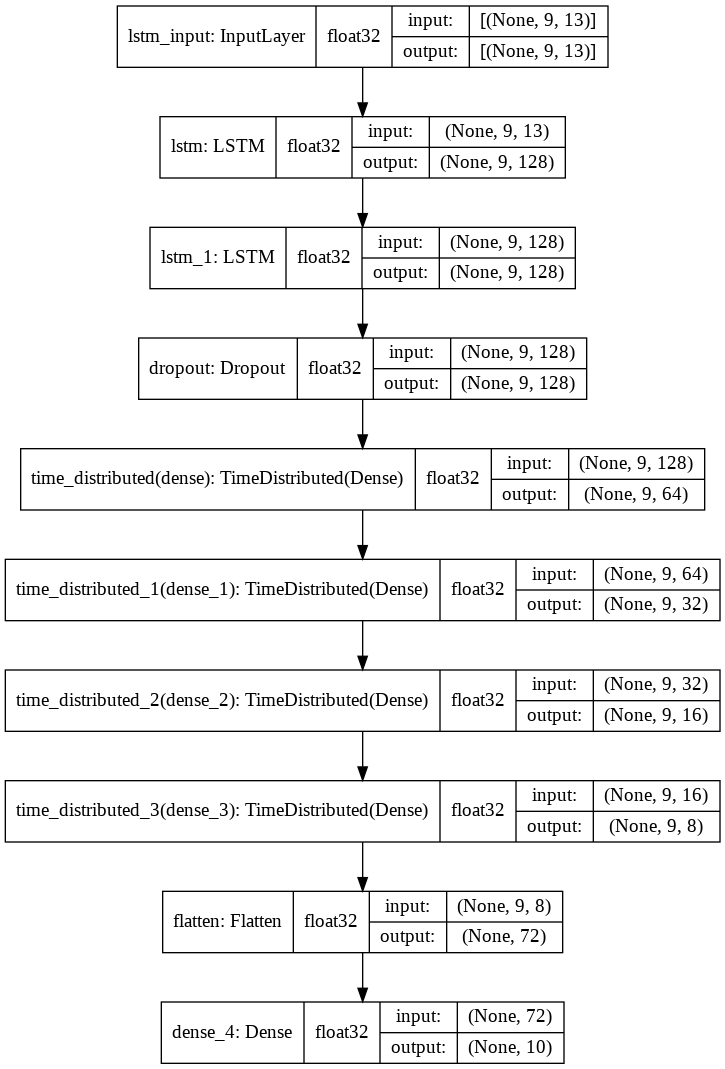 lstm_input: InputLayer float32 input: [(None, 9, 13)]
output: [(None, 9, 13)]
lstm: LSTM float32 input: (None, 9, 13)
output: (None, 9, 128)
lstm_1: LSTM float32 input: (None, 9, 128)
output: (None, 9, 128)
dropout: Dropout float32 input: (None, 9, 128)
output: (None, 9, 128)
time_distributed(dense): TimeDistributed(Dense) float32 input: (None, 9, 128)
output: (None, 9, 64)
time_distributed_1(dense_1): TimeDistributed(Dense) float32 input: (None, 9, 64)
output: (None, 9, 32)
time_distributed_2(dense_2): TimeDistributed(Dense) float32 input: (None, 9, 32)
output: (None, 9, 16)
time_distributed_3(dense_3): TimeDistributed(Dense) float32 input: (None, 9, 16)
output: (None, 9, 8)
flatten: Flatten float32 input: (None, 9, 8)
output: (None, 72)
dense_4: Dense float32 input: (None, 72)
output: (None, 10)